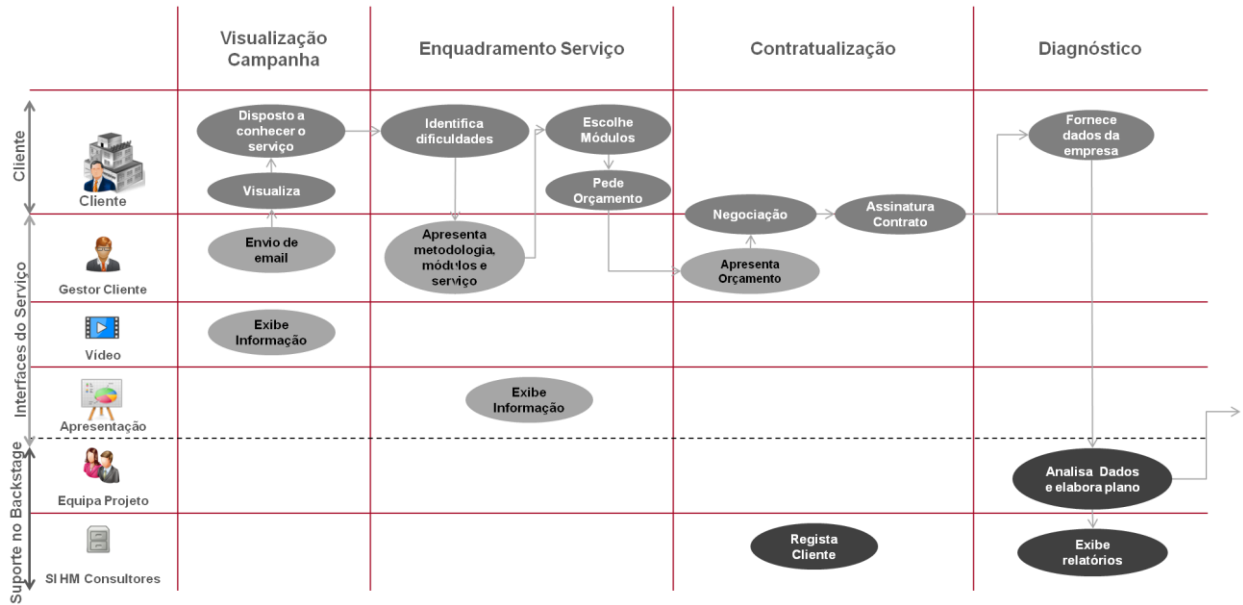 Visualização
Campanha
Enquadramento Serviço
Contratualização
Diagnóstico
Cliente
Cliente
Disposto a
conhecer o
serviço
Visualiza
Identifica
dificuldades
Escolhe
Módulos
Pede
Orçamento
Fornece
dados da
empresa
Negociação
Assinatura
Contrato
Interfaces do Serviço
Gestor Cliente
Envio de
email
Apresenta
metodologia,
módulos e
serviço
Apresenta
Orçamento
Vídeo
Exibe
Informação
Apresentação
Exibe
Informação
Suporte no Backstage
Equipa Projeto
Analisa Dados
e elabora plano
SI HM Consultores
Regista
Cliente
Exibe
relatórios